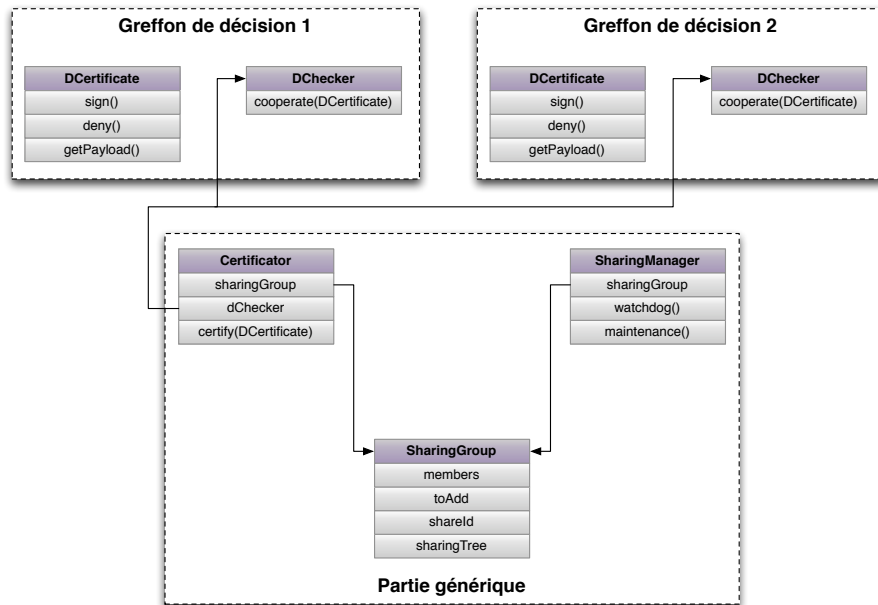 Greffon de décision 1
DCertificate
sign()
deny()
getPayload()
DChecker
cooperate(DCertificate)
Greffon de décision 2
DCertificate
sign()
deny()
getPayload()
DChecker
cooperate(DCertificate)
Certificator
sharingGroup
dChecker
certify(DCertificate)
SharingManager
sharingGroup
watchdog()
maintenance()
SharingGroup
members
toAdd
shareId
sharingTree
Partie générique